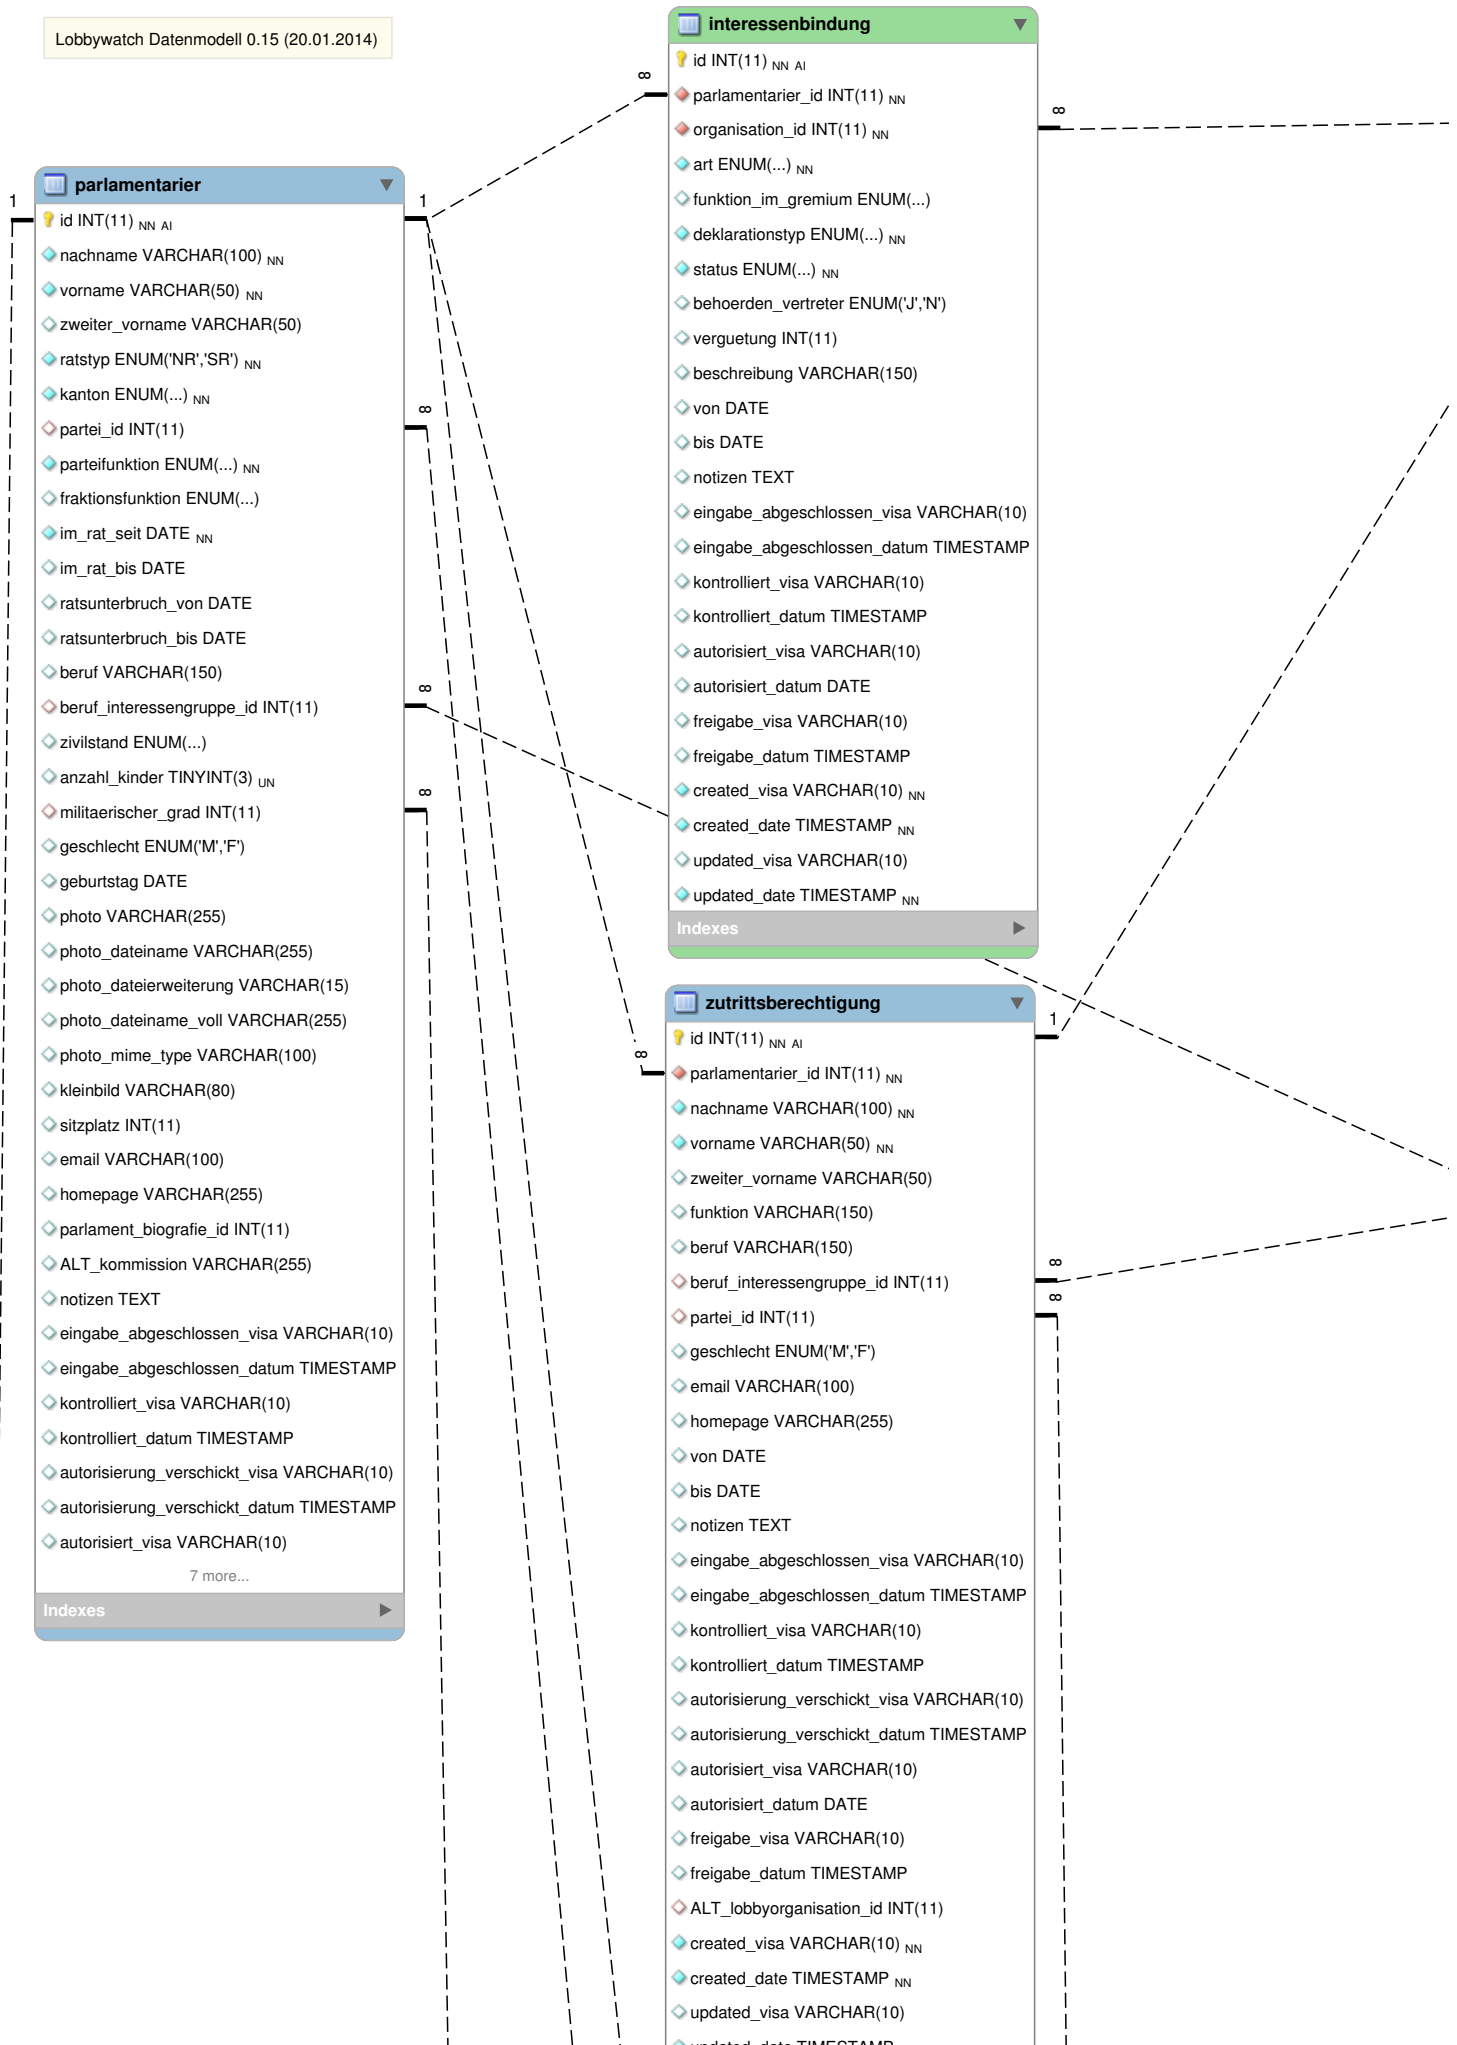 Lobbywatch Datenmodell 0.15 (20.01.2014)
parlamentarier
1
1
id INT(11) NN AI
nachname VARCHAR(100) NN
vorname VARCHAR(50) NN
zweiter_vorname VARCHAR(50)
ratstyp ENUM('NR','SR') NN
kanton ENUM(...) NN
∞
partei_id INT(11)
parteifunktion ENUM(...) NN
fraktionsfunktion ENUM(...)
im_rat_seit DATE NN
im_rat_bis DATE
ratsunterbruch_von DATE
ratsunterbruch_bis DATE
beruf VARCHAR(150)
∞
beruf_interessengruppe_id INT(11)
zivilstand ENUM(...)
anzahl_kinder TINYINT(3) UN
∞
militaerischer_grad INT(11)
geschlecht ENUM('M','F')
geburtstag DATE
photo VARCHAR(255)
photo_dateiname VARCHAR(255)
photo_dateierweiterung VARCHAR(15)
photo_dateiname_voll VARCHAR(255)
photo_mime_type VARCHAR(100)
kleinbild VARCHAR(80)
sitzplatz INT(11)
email VARCHAR(100)
homepage VARCHAR(255)
parlament_biografie_id INT(11)
ALT_kommission VARCHAR(255)
notizen TEXT
eingabe_abgeschlossen_visa VARCHAR(10)
eingabe_abgeschlossen_datum TIMESTAMP
kontrolliert_visa VARCHAR(10)
kontrolliert_datum TIMESTAMP
autorisierung_verschickt_visa VARCHAR(10)
autorisierung_verschickt_datum TIMESTAMP
autorisiert_visa VARCHAR(10)
7 more...
Indexes
interessenbindung
id INT(11) NN AI
∞
parlamentarier_id INT(11) NN
∞
organisation_id INT(11) NN
art ENUM(...) NN
funktion_im_gremium ENUM(...)
deklarationstyp ENUM(...) NN
status ENUM(...) NN
behoerden_vertreter ENUM('J','N')
verguetung INT(11)
beschreibung VARCHAR(150)
von DATE
bis DATE
notizen TEXT
eingabe_abgeschlossen_visa VARCHAR(10)
eingabe_abgeschlossen_datum TIMESTAMP
kontrolliert_visa VARCHAR(10)
kontrolliert_datum TIMESTAMP
autorisiert_visa VARCHAR(10)
autorisiert_datum DATE
freigabe_visa VARCHAR(10)
freigabe_datum TIMESTAMP
created_visa VARCHAR(10) NN
created_date TIMESTAMP NN
updated_visa VARCHAR(10)
updated_date TIMESTAMP NN
Indexes
zutrittsberechtigung
1
id INT(11) NN AI
∞
parlamentarier_id INT(11) NN
nachname VARCHAR(100) NN
vorname VARCHAR(50) NN
zweiter_vorname VARCHAR(50)
funktion VARCHAR(150)
beruf VARCHAR(150)
∞
beruf_interessengruppe_id INT(11)
∞
partei_id INT(11)
geschlecht ENUM('M','F')
email VARCHAR(100)
homepage VARCHAR(255)
von DATE
bis DATE
notizen TEXT
eingabe_abgeschlossen_visa VARCHAR(10)
eingabe_abgeschlossen_datum TIMESTAMP
kontrolliert_visa VARCHAR(10)
kontrolliert_datum TIMESTAMP
autorisierung_verschickt_visa VARCHAR(10)
autorisierung_verschickt_datum TIMESTAMP
autorisiert_visa VARCHAR(10)
autorisiert_datum DATE
freigabe_visa VARCHAR(10)
freigabe_datum TIMESTAMP
ALT_lobbyorganisation_id INT(11)
created_visa VARCHAR(10) NN
created_date TIMESTAMP NN
updated_visa VARCHAR(10)